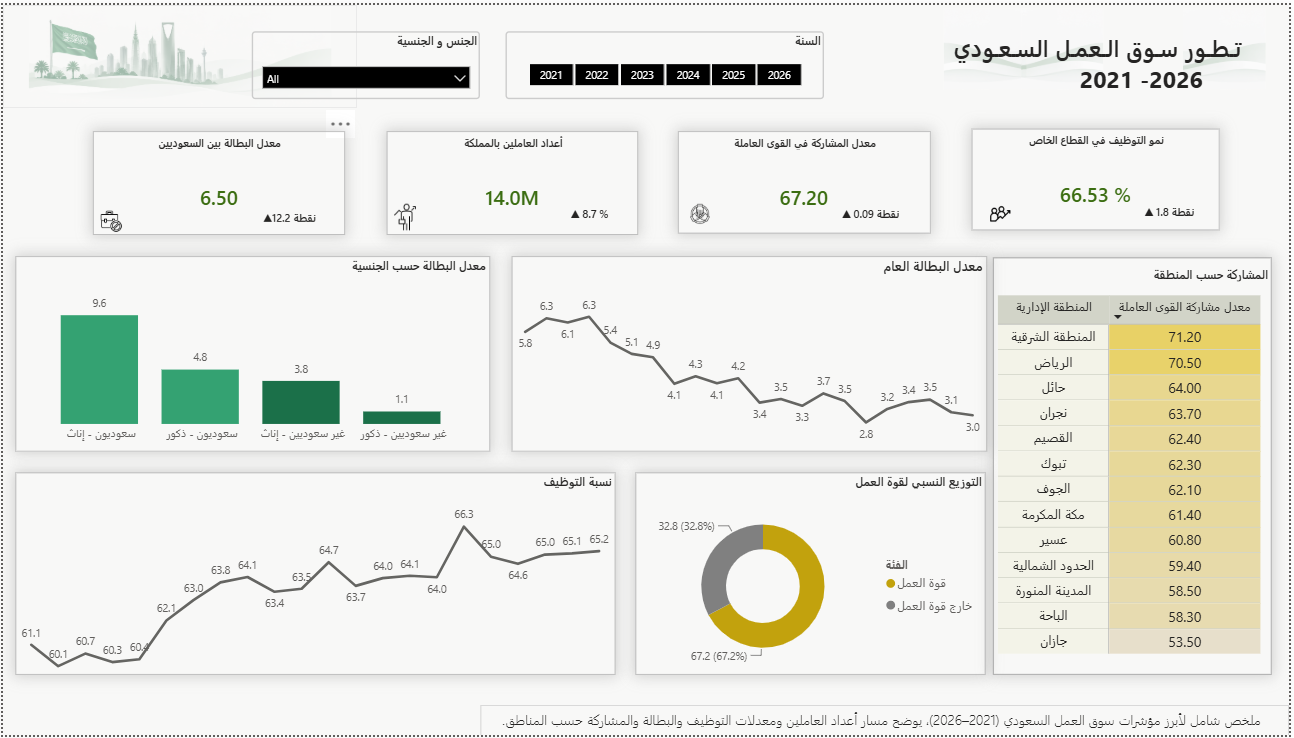 تـطـور سوق الـعـمـل السـعـودي
2021 -2026
السنة
2021
2022
2023
2024
2025
2026
الجنس و الجنسية
All
نمو التوظيف في القطاع الخاص
66.53 %
▲ 1.8 نقطة
معدل المشاركة في القوى العاملة
67.20
▲ 0.09 نقطة
أعداد العاملين بالمملكة
14.0M
▲ 8.7 %
معدل البطالة بين السعوديين
6.50
▲12.2 نقطة
المشاركة حسب المنطقة
معدل مشاركة القوى العاملة
المنطقة الإدارية
71.20 المنطقة الشرقية
70.50 الرياض
64.00 حائل
63.70 نجران
62.40 القصيم
62.30 تبوك
62.10 الجوف
61.40 مكة المكرمة
60.80 عسير
59.40 الحدود الشمالية
58.50 المدينة المنورة
58.30 الباحة
53.50 جازان
معدل البطالة العام
5.8
6.3
6.1
6.3
5.4
5.1
4.9
4.1
4.3
4.1
4.2
3.4
3.5
3.3
3.7
3.5
2.8
3.2
3.4
3.5
3.1
3.0
معدل البطالة حسب الجنسية
9.6
4.8
3.8
1.1
سعوديون - إناث
سعوديون - ذكور
غير سعوديين - إناث
غير سعوديين - ذكور
التوزيع النسبي لقوة العمل
32.8 (32.8%)
67.2 (67.2%)
الفئة
قوة العمل
خارج قوة العمل
نسبة التوظيف
61.1
60.1
60.7
60.3
60.4
62.1
63.0
63.8
64.1
63.4
63.5
64.7
63.7
64.0
64.1
64.0
66.3
65.0
64.6
65.0
65.1
65.2
ملخص شامل لأبرز مؤشرات سوق العمل السعودي (2021–2026)، يوضح مسار أعداد العاملين ومعدلات التوظيف والبطالة والمشاركة حسب المناطق.